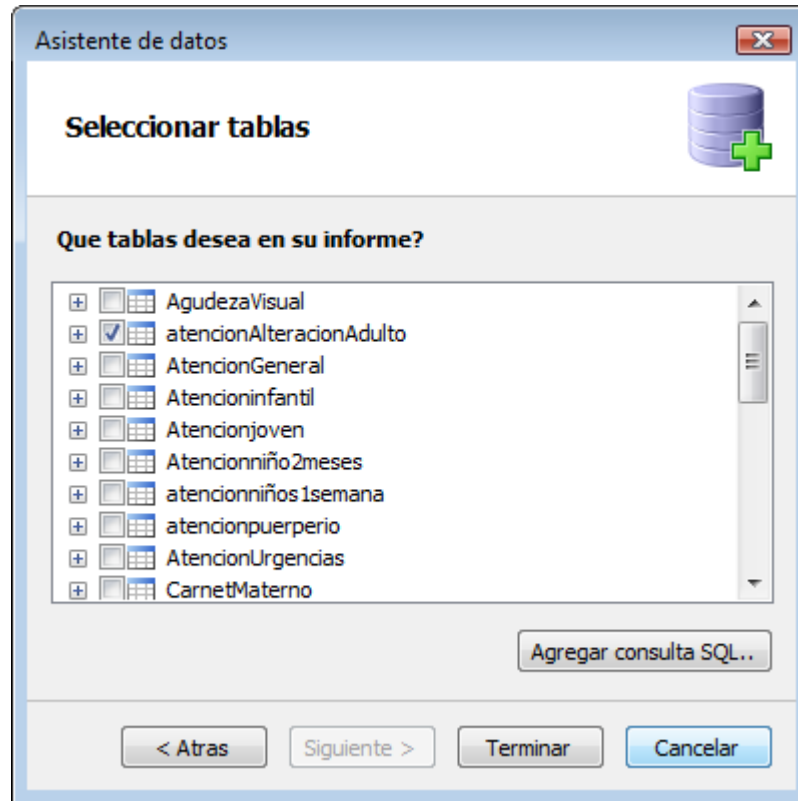 Asistente de datos
Seleccionar tablas
Que tablas desea en su informe?
AgudezaVisual
atencionAlteracionAdulto
AtencionGeneral
Atencioninfantil
Atencionjoven
Atencionniño2meses
atencionniños1semana
atencionpuerperio
AtencionUrgencias
CarnetMaterno
Agregar consulta SQL..
< Atras Siguiente > Terminar Cancelar